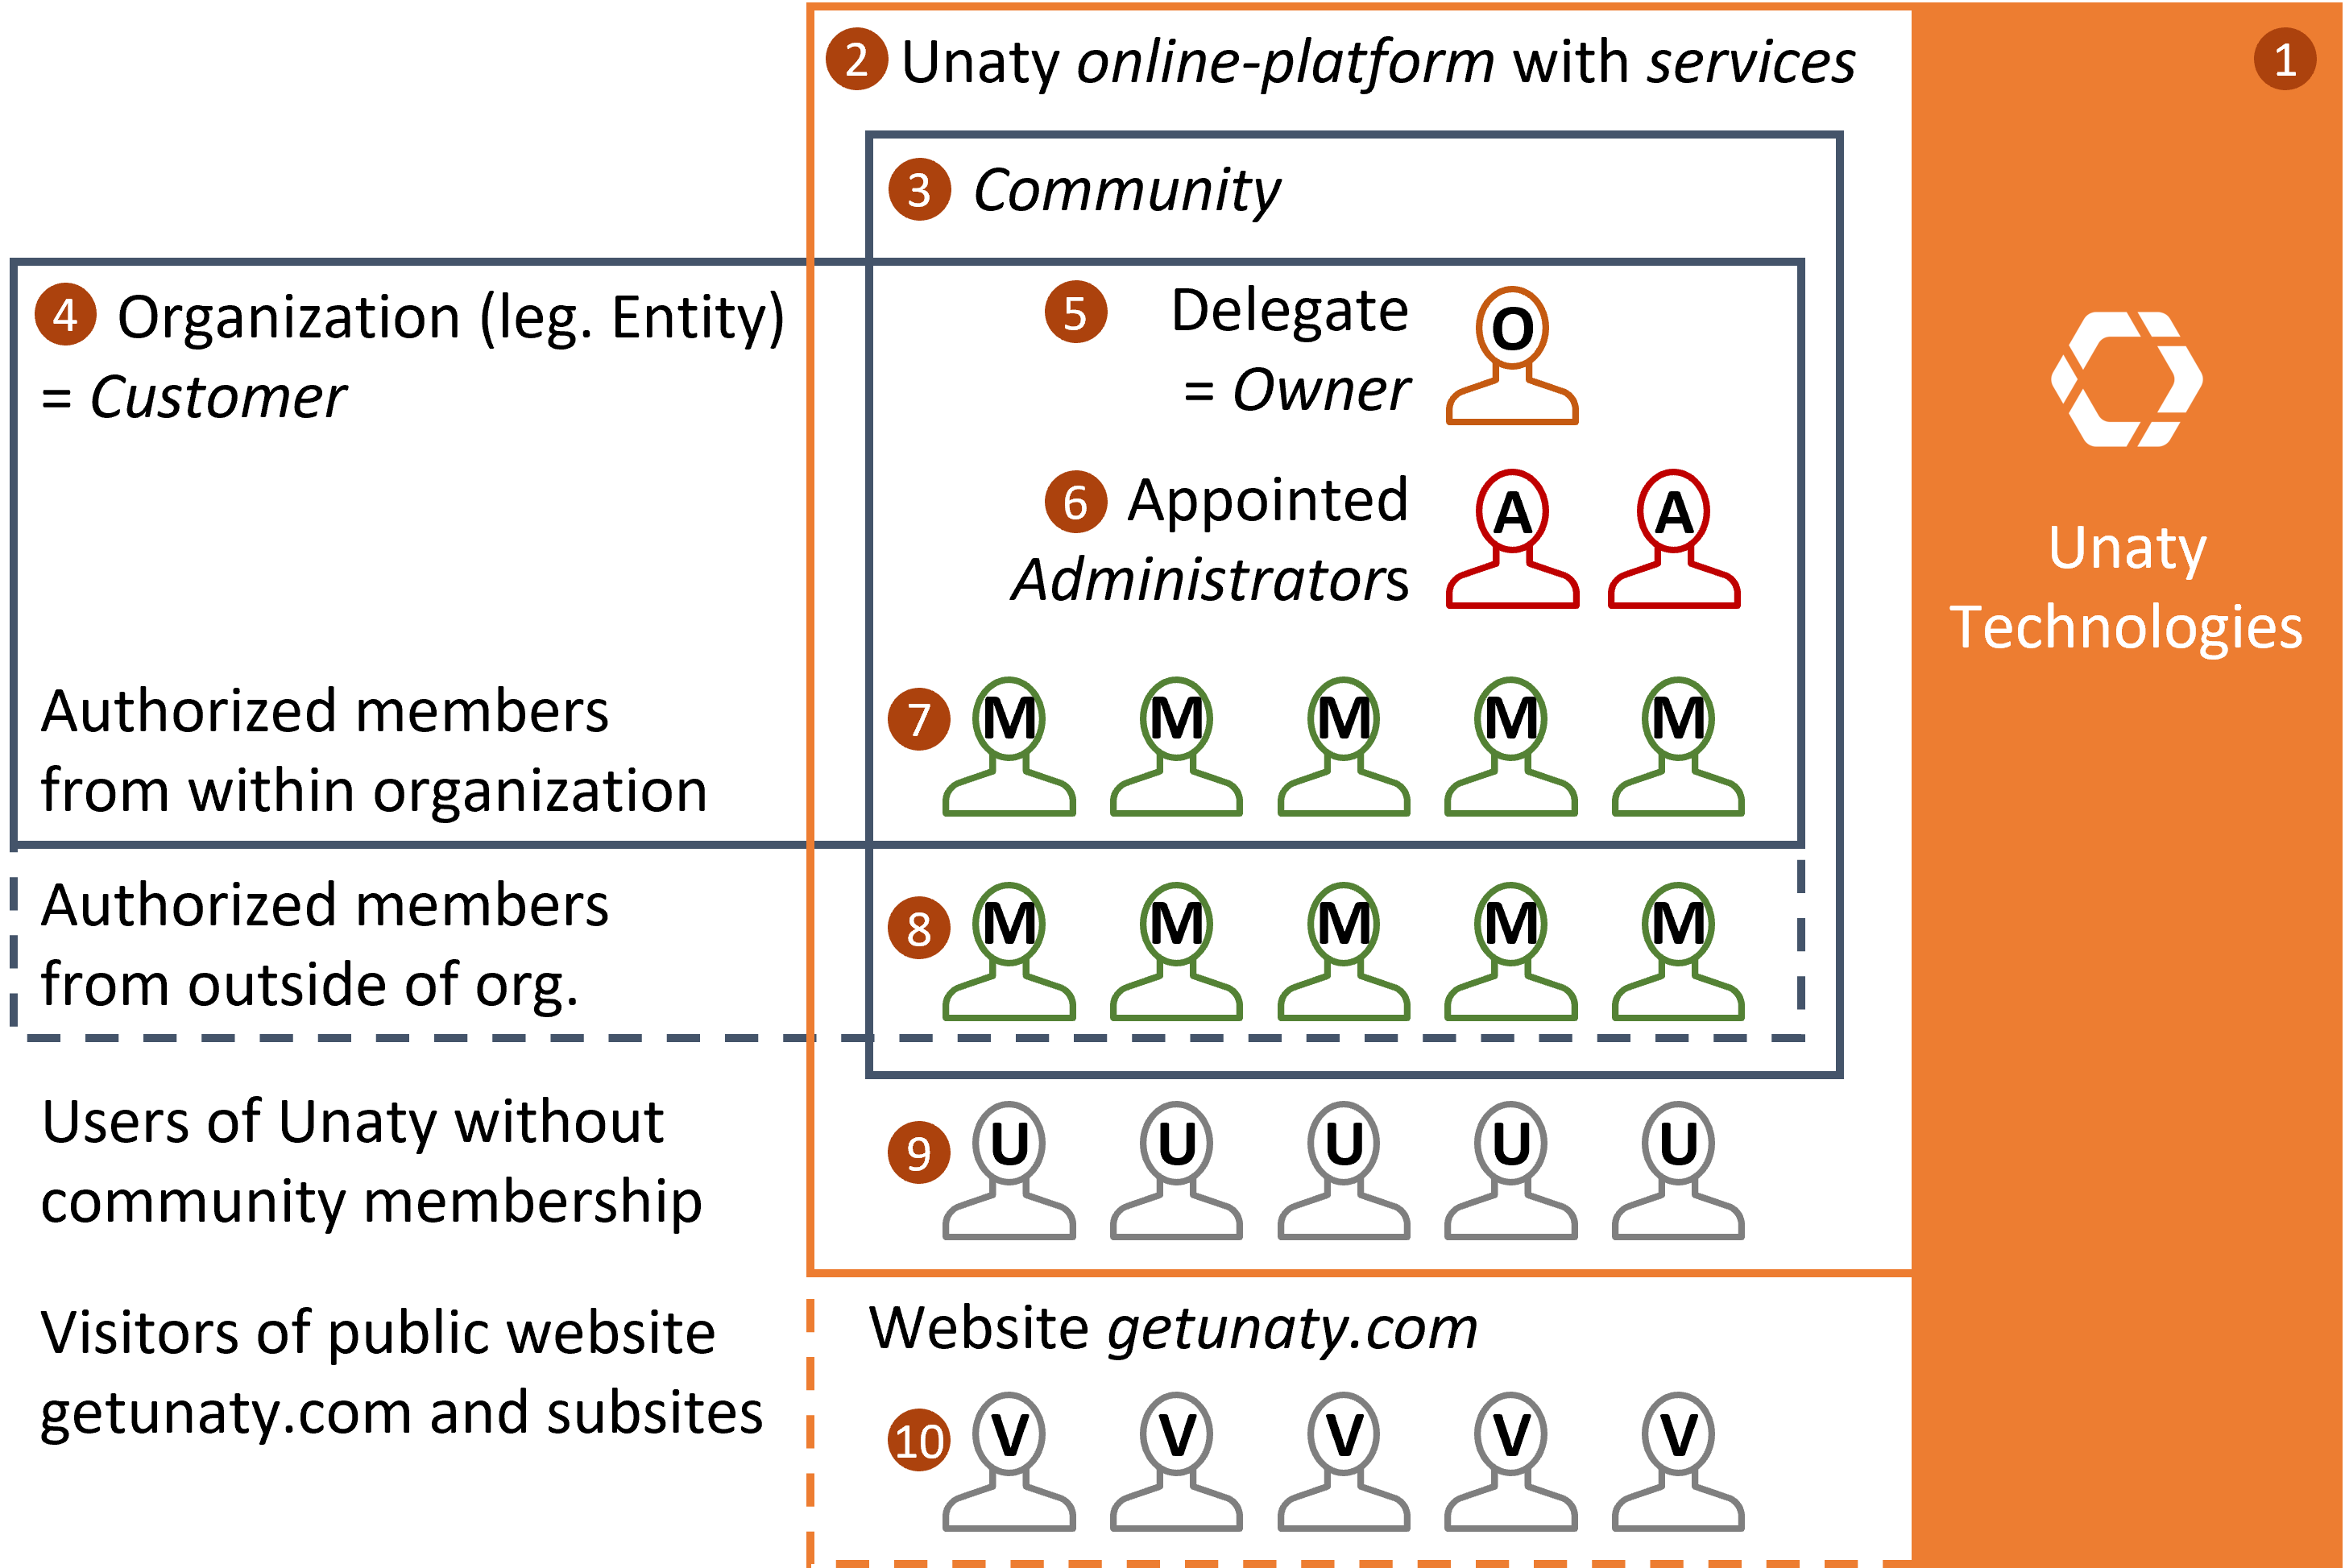 2 Unaty online-platform with services
1
3 Community
4 Organization (leg. Entity)
= Customer
5 Delegate
= Owner
O
6 Appointed
Administrators
A A
Unaty
Technologies
Authorized members
from within organization
7 M M M M M
Authorized members
from outside of org.
8 M M M M M
Users of Unaty without
community membership
9 U U U U U
Website getunaty.com
Visitors of public website
getunaty.com and subsites
10 V V V V V